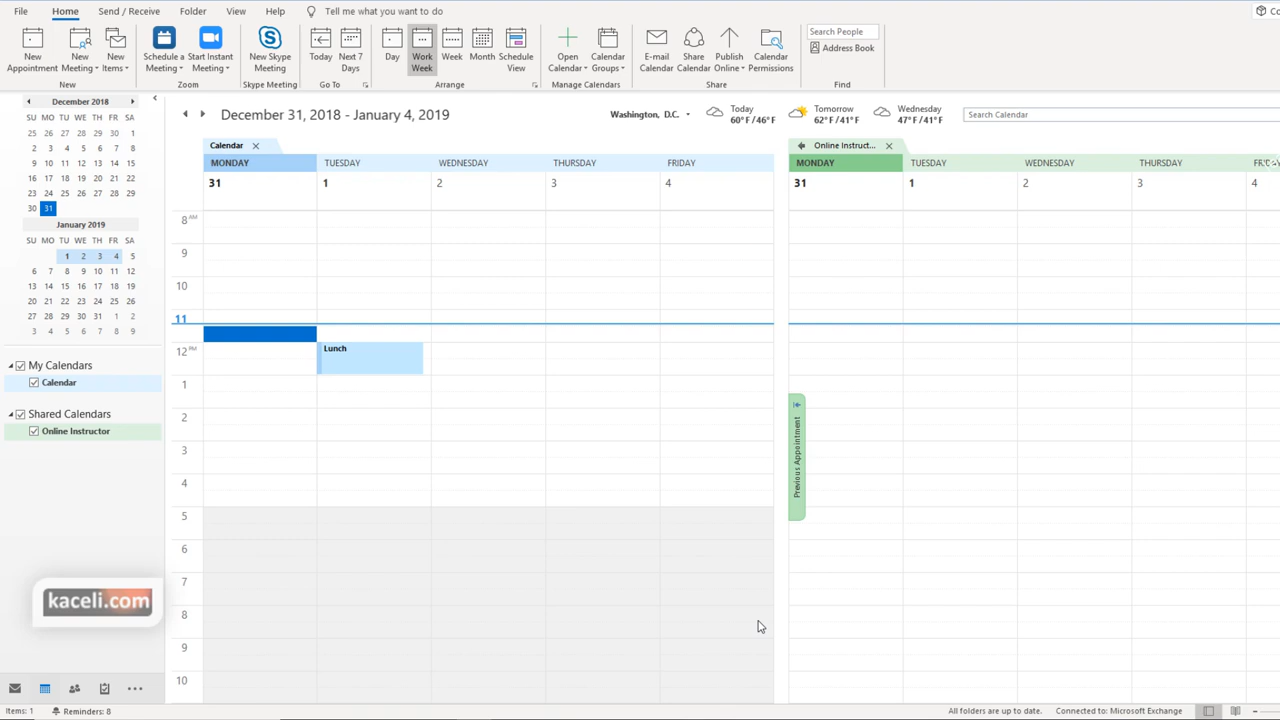 File Home Send / Receive Folder View Help Tell me what you want to do
New Appointment New Meeting New Items Schedule a Meeting Start Instant Meeting New Skype Meeting Today Next 7 Days Day Work Week Week Month Schedule View Open Calendar Calendar Groups E-mail Calendar Share Calendar Publish Online Calendar Permissions Search People
Address Book
New Zoom Skype Meeting Go To Arrange Manage Calendars Share Find
December 2018
SU MO TU WE TH FR SA
25 26 27 28 29 30 1
2 3 4 5 6 7 8
9 10 11 12 13 14 15
16 17 18 19 20 21 22
23 24 25 26 27 28 29
30 31
January 2019
SU MO TU WE TH FR SA
1 2 3 4 5
6 7 8 9 10 11 12
13 14 15 16 17 18 19
20 21 22 23 24 25 26
27 28 29 30 31 1 2
3 4 5 6 7 8 9
My Calendars
Calendar
Shared Calendars
Online Instructor
kaceli.com
December 31, 2018 - January 4, 2019
Washington, D.C.
Today
60°F/46°F
Tomorrow
62°F/41°F
Wednesday
47°F/41°F
Search Calendar
Calendar
MONDAY TUESDAY WEDNESDAY THURSDAY FRIDAY
31 1 2 3 4
8 AM
9
10
11
12 PM
Lunch
1
2
3
4
5
6
7
8
9
10
Online Instruct...
MONDAY TUESDAY WEDNESDAY THURSDAY
31 1 2 3 4
Previous Appointment
Items: 1 Reminders: 8 All folders are up to date. Connected to: Microsoft Exchange